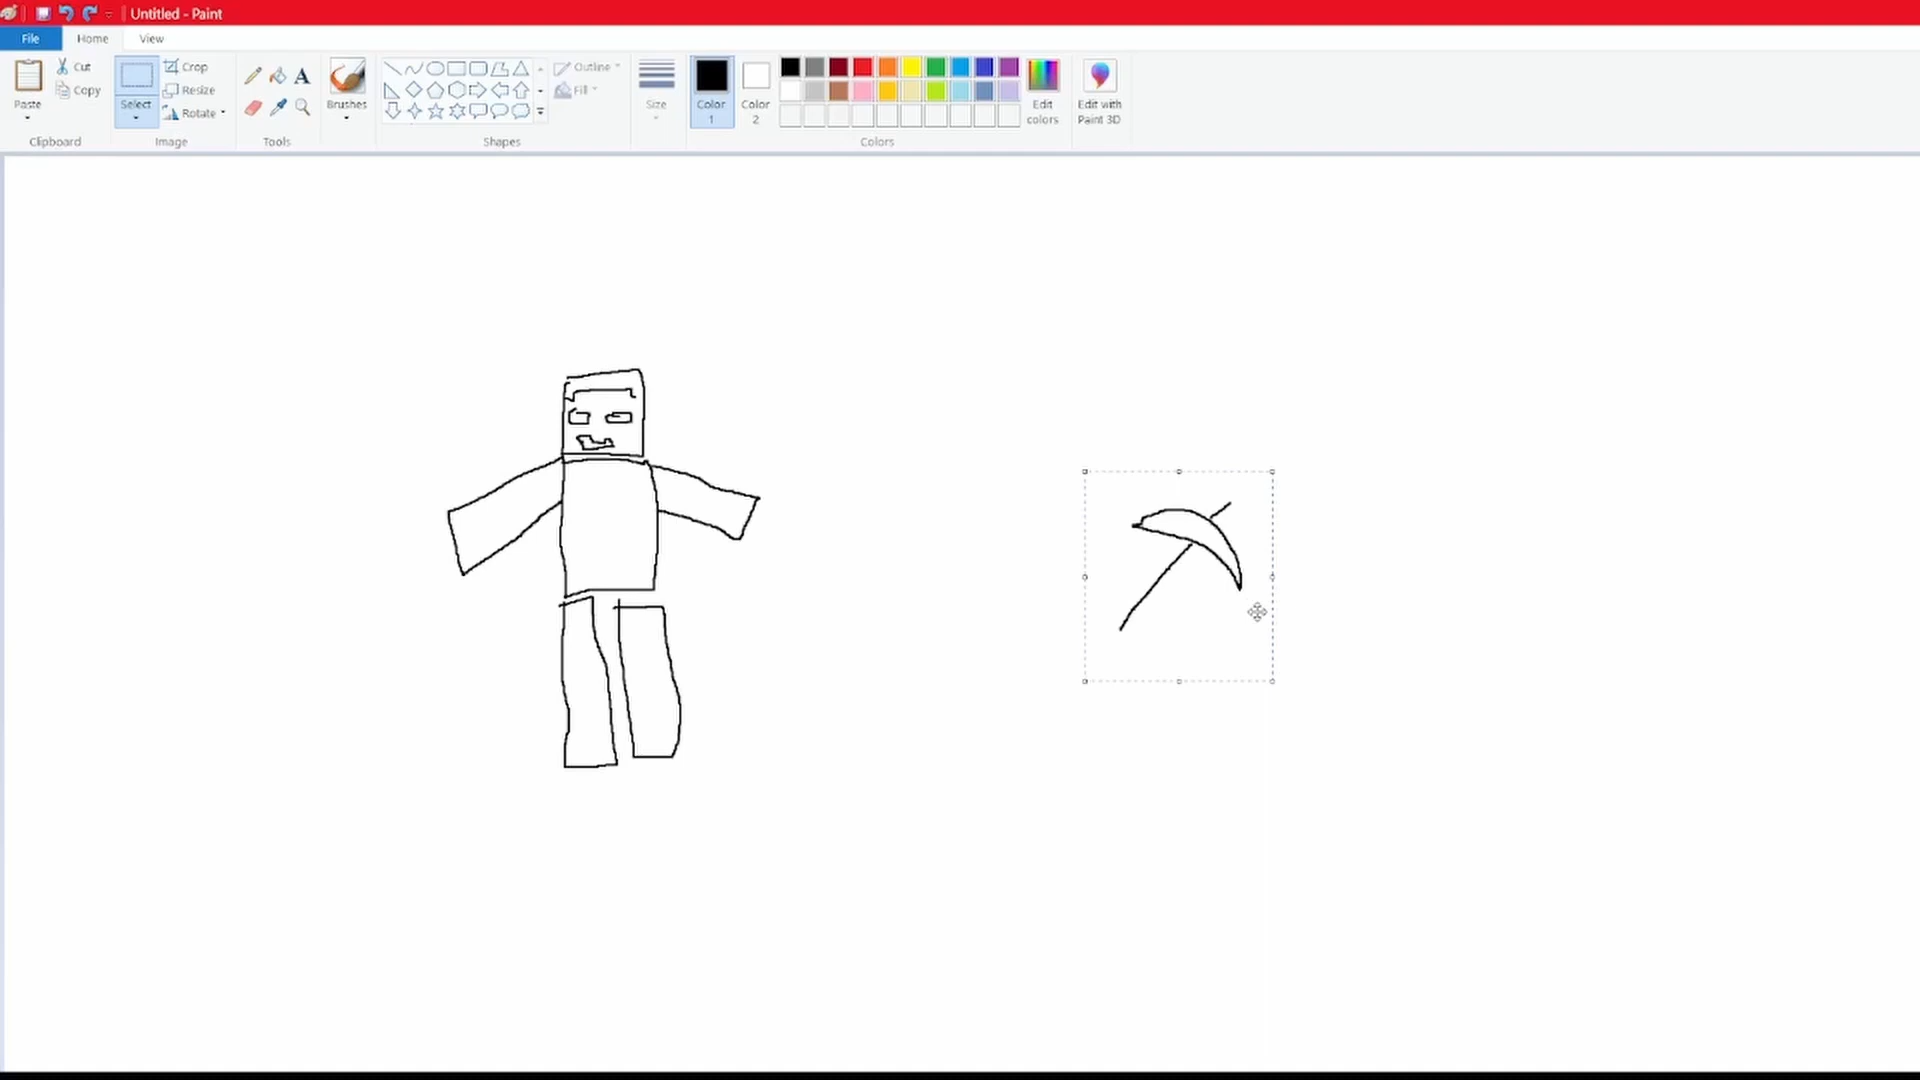 Untitled - Paint
File Home View
Paste
Cut
Copy
Clipboard
Select
Crop
Resize
Rotate
Image
A
Tools
Brushes
Outline
Fill
Shapes
Size
Color
1
Color
2
Edit
colors
Colors
Edit with
Paint 3D